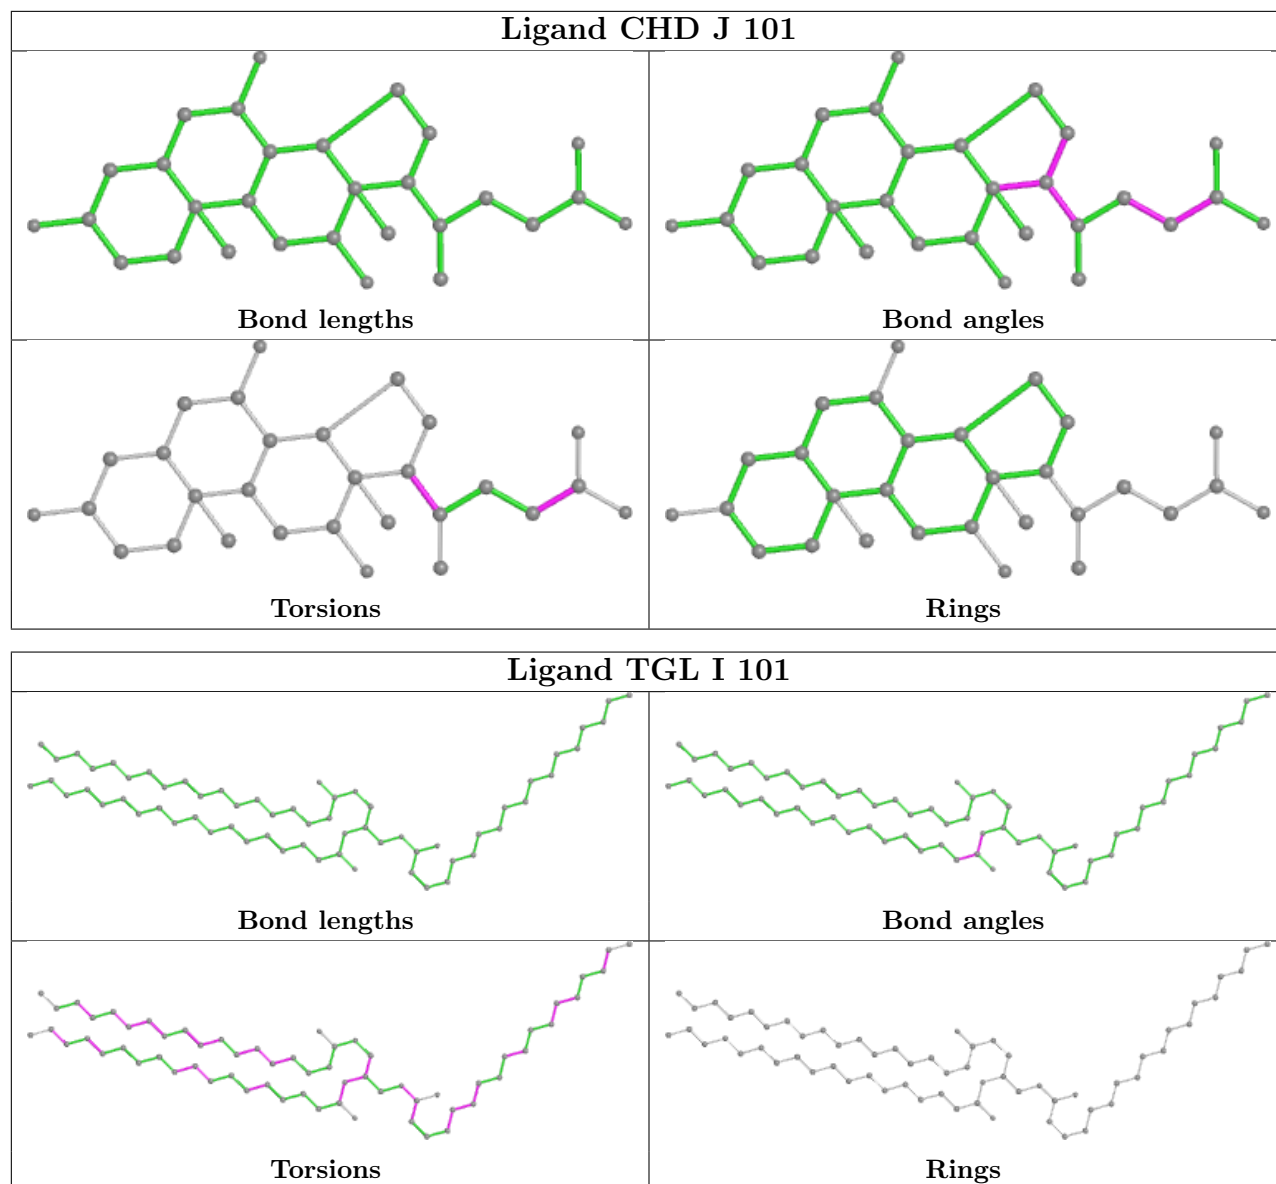 Ligand CHD J 101
Bond lengths
Bond angles
Torsions
Rings
Ligand TGL I 101
Bond lengths
Bond angles
Torsions
Rings